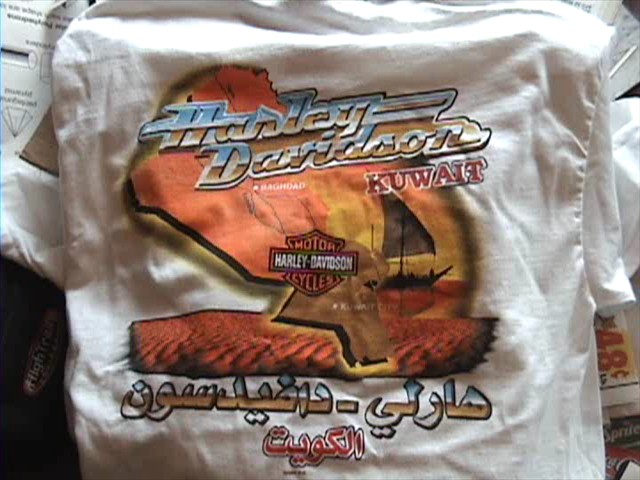 Harley
Davidson
KUWAIT
BAGHDAD
MOTOR
HARLEY-DAVIDSON
CYCLES
KUWAIT CITY
هارلي - دافيدسون
الكويت